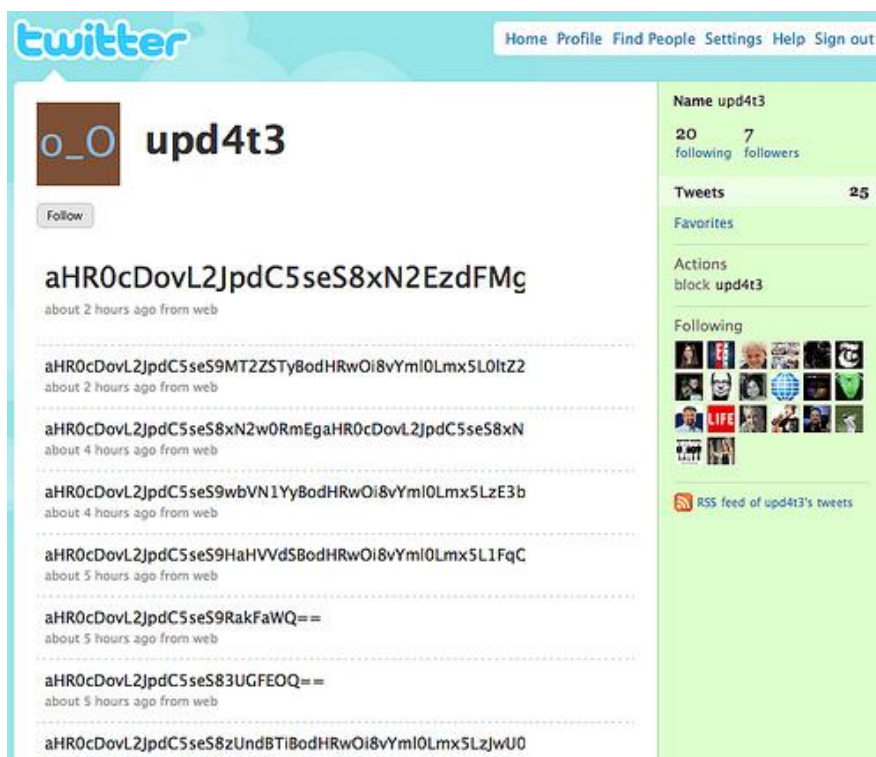 twitter
Home Profile Find People Settings Help Sign out
o_O
upd4t3
Follow
aHR0cDovL2JpdC5seS8xN2EzdFMg
about 2 hours ago from web
aHR0cDovL2JpdC5seS9MT2ZSTyBodHRwOi8vYml0Lmx5L0ltZ2
about 2 hours ago from web
aHR0cDovL2JpdC5seS8xN2w0RmEgaHR0cDovL2JpdC5seS8xN
about 4 hours ago from web
aHR0cDovL2JpdC5seS9wbVN1YyBodHRwOi8vYml0Lmx5LzE3b
about 4 hours ago from web
aHR0cDovL2JpdC5seS9HaHVVdSBodHRwOi8vYml0Lmx5L1FqC
about 5 hours ago from web
aHR0cDovL2JpdC5seS9RakFaWQ==
about 5 hours ago from web
aHR0cDovL2JpdC5seS83UGFEOQ==
about 5 hours ago from web
aHR0cDovL2JpdC5seS8zUndBTiBodHRwOi8vYml0Lmx5LzJwU0
Name upd4t3
20 7
following followers
Tweets 25
Favorites
Actions
block upd4t3
Following
LIFE
RSS feed of upd4t3's tweets